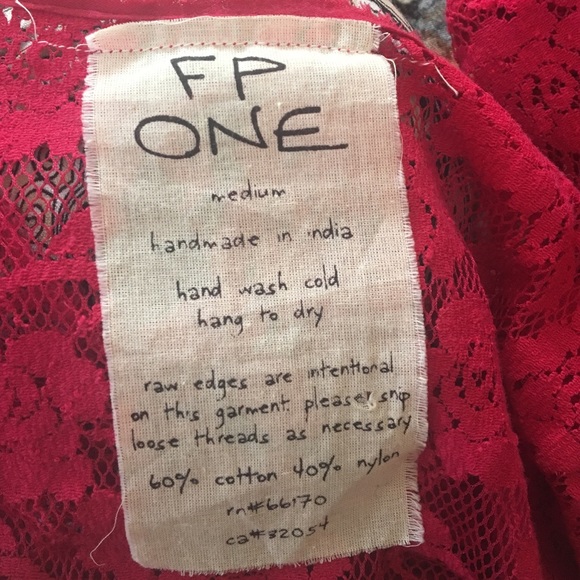 FP
ONE
medium
handmade in india
hand wash cold
hang to dry
raw edges are intentional
on this garment. please snip
loose threads as necessary
60% cotton 40% nylon
rn#66170
ca#32054